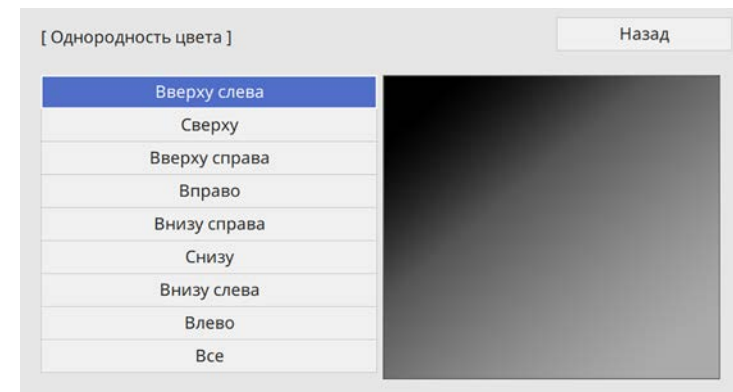 [ Однородность цвета ]
Назад
Вверху слева
Сверху
Вверху справа
Вправо
Внизу справа
Снизу
Внизу слева
Влево
Все